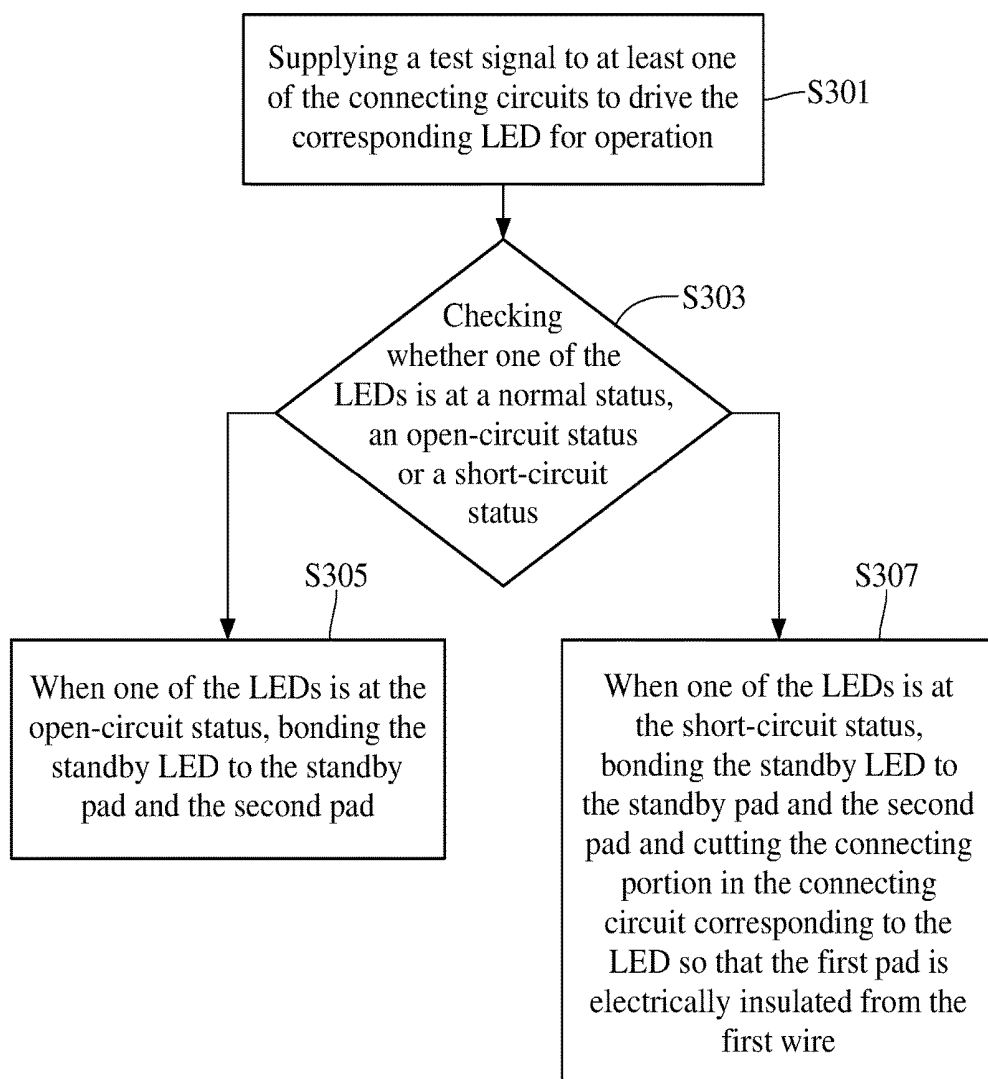 Supplying a test signal to at least one
of the connecting circuits to drive the
corresponding LED for operation
S301
S303
Checking
whether one of the
LEDs is at a normal status,
an open-circuit status
or a short-circuit
status
S305
When one of the LEDs is at the
open-circuit status, bonding the
standby LED to the standby
pad and the second pad
S307
When one of the LEDs is at
the short-circuit status,
bonding the standby LED to
the standby pad and the second
pad and cutting the connecting
portion in the connecting
circuit corresponding to the
LED so that the first pad is
electrically insulated from the
first wire